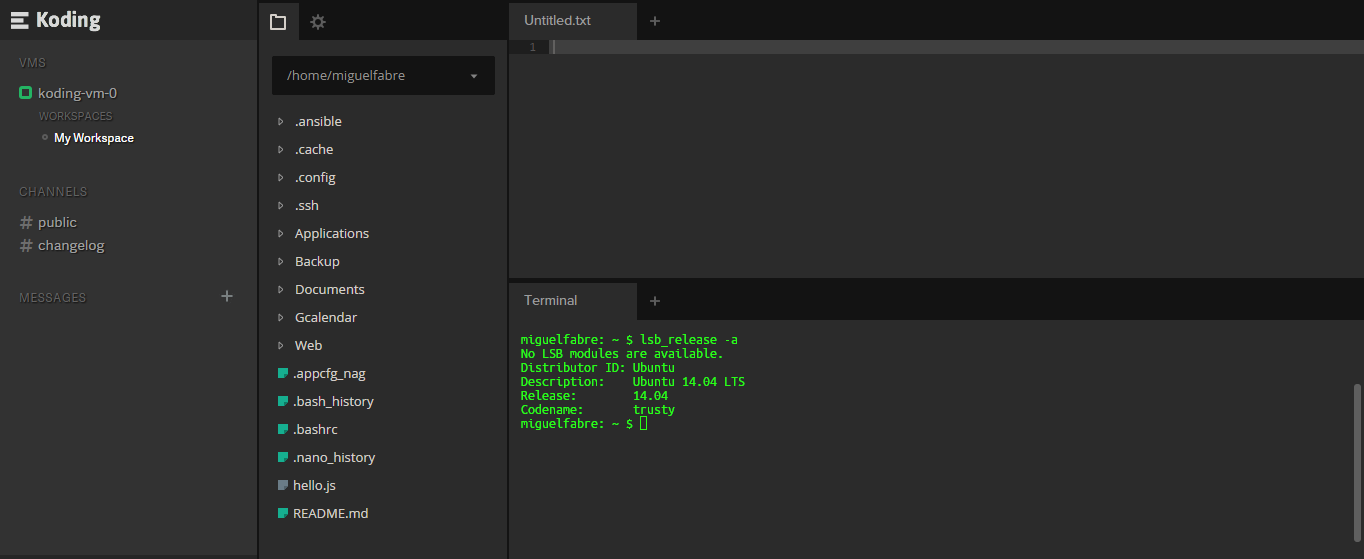 Koding
VMS
koding-vm-0
WORKSPACES
My Workspace
CHANNELS
# public
# changelog
MESSAGES +
/home/miguelfabre
.ansible
.cache
.config
.ssh
Applications
Backup
Documents
Gcalendar
Web
.appcfg_nag
.bash_history
.bashrc
.nano_history
hello.js
README.md
Untitled.txt +
1
Terminal +
miguelfabre: ~ $ lsb_release -a
No LSB modules are available.
Distributor ID: Ubuntu
Description:    Ubuntu 14.04 LTS
Release:        14.04
Codename:       trusty
miguelfabre: ~ $